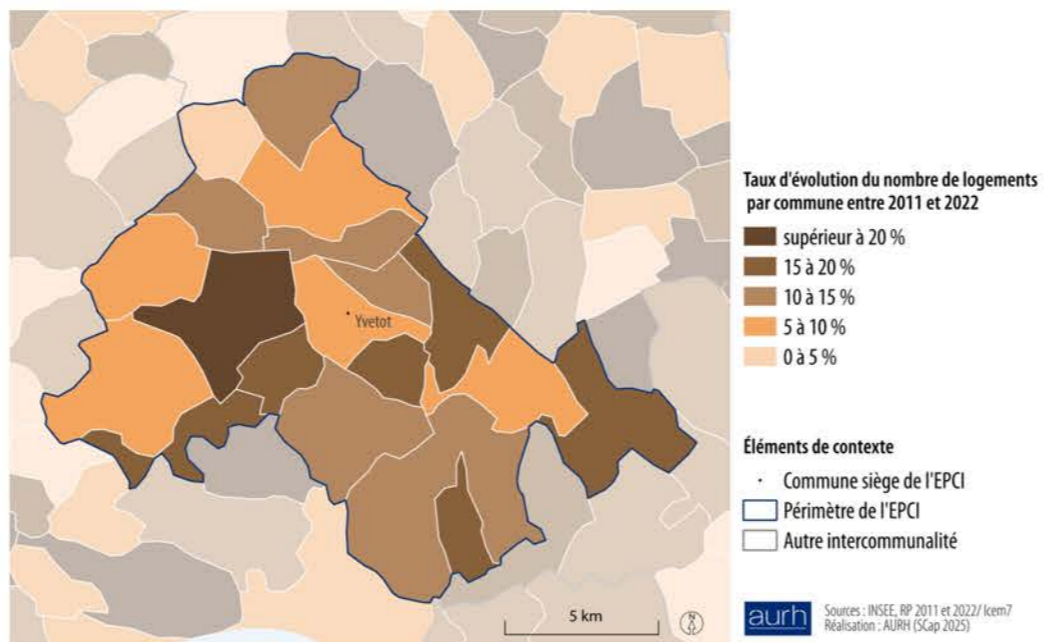 Yvetot
5 km
N
Taux d'évolution du nombre de logements
par commune entre 2011 et 2022
supérieur à 20 %
15 à 20 %
10 à 15 %
5 à 10 %
0 à 5 %
Éléments de contexte
Commune siège de l'EPCI
Périmètre de l'EPCI
Autre intercommunalité
aurh
Sources : INSEE, RP 2011 et 2022/ Icem7
Réalisation : AURH (SCap 2025)